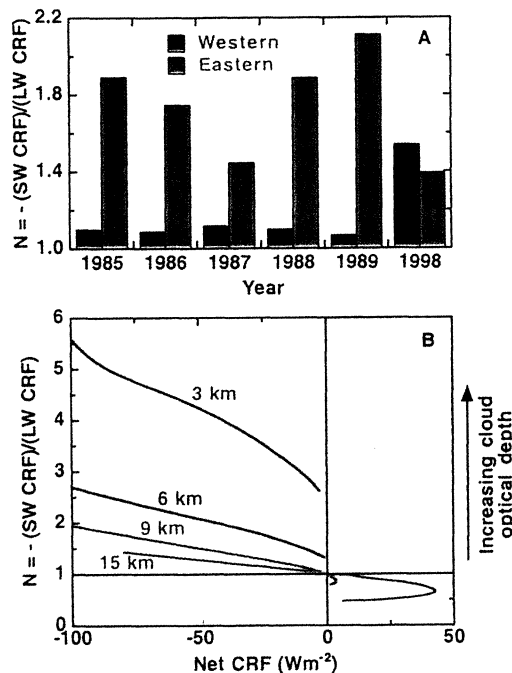 2.2
1.8
1.4
1.0
N = - (SW CRF)/(LW CRF)
A
Western
Eastern
1985 1986 1987 1988 1989 1998
Year
6
5
4
3
2
1
0
N = - (SW CRF)/(LW CRF)
B
3 km
6 km
9 km
15 km
-100 -50 0 50
Net CRF (Wm⁻²)
Increasing cloud
optical depth